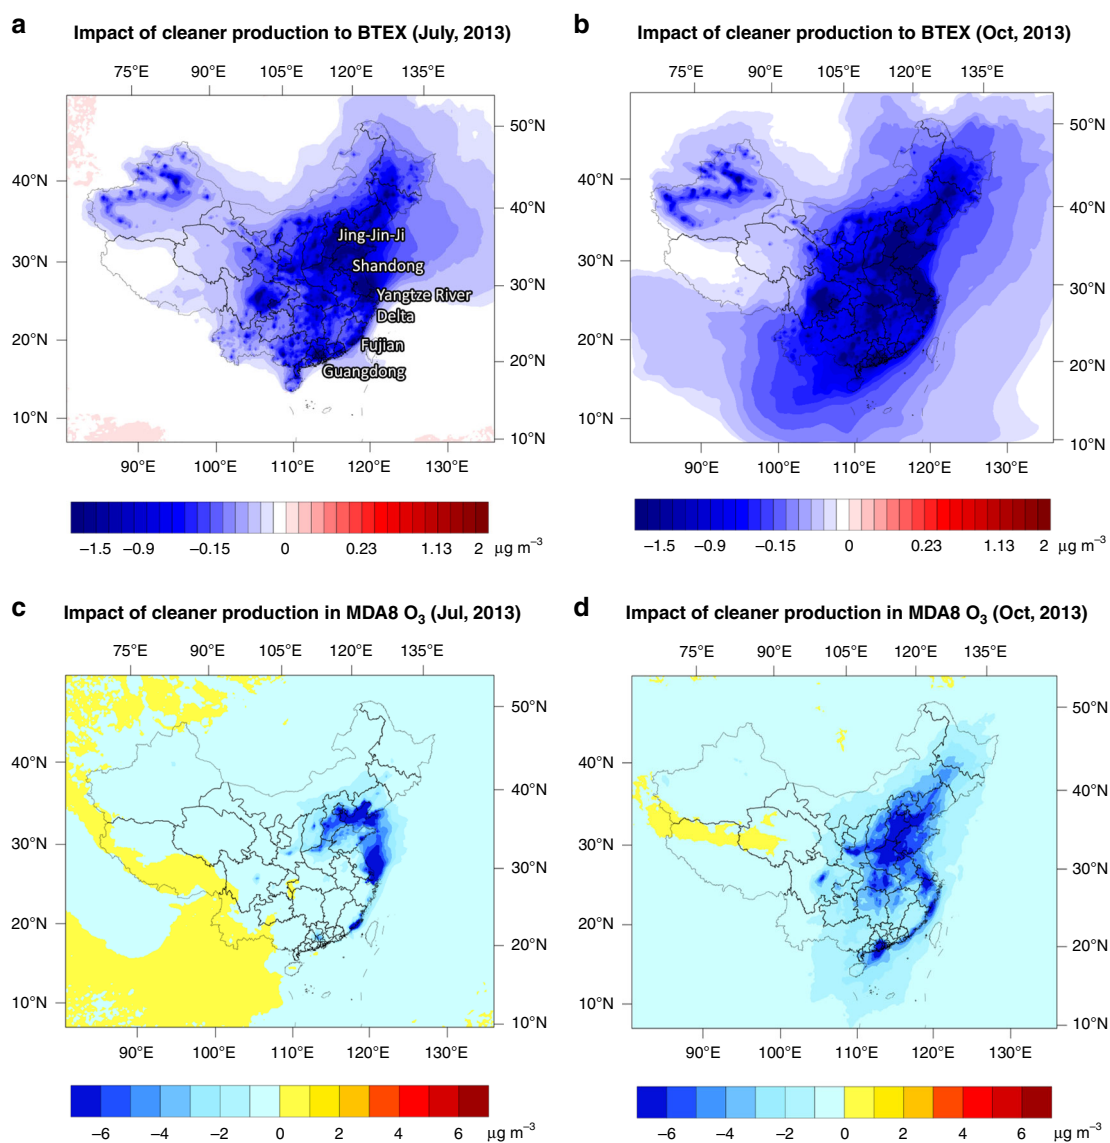 a
Impact of cleaner production to BTEX (July, 2013)
75°E 90°E 105°E 120°E 135°E
50°N
40°N
40°N
Jing-Jin-Ji
30°N
Shandong
30°N
Yangtze River
Delta
20°N
Fujian
20°N
Guangdong
10°N
10°N
90°E 100°E 110°E 120°E 130°E
−1.5 −0.9 −0.15 0 0.23 1.13 2 μg m⁻³
b
Impact of cleaner production to BTEX (Oct, 2013)
75°E 90°E 105°E 120°E 135°E
50°N
40°N
40°N
30°N
30°N
20°N
20°N
10°N
10°N
90°E 100°E 110°E 120°E 130°E
−1.5 −0.9 −0.15 0 0.23 1.13 2 μg m⁻³
c
Impact of cleaner production in MDA8 O₃ (Jul, 2013)
75°E 90°E 105°E 120°E 135°E
50°N
40°N
40°N
30°N
30°N
20°N
20°N
10°N
10°N
90°E 100°E 110°E 120°E 130°E
−6 −4 −2 0 2 4 6 μg m⁻³
d
Impact of cleaner production in MDA8 O₃ (Oct, 2013)
75°E 90°E 105°E 120°E 135°E
50°N
40°N
40°N
30°N
30°N
20°N
20°N
10°N
10°N
90°E 100°E 110°E 120°E 130°E
−6 −4 −2 0 2 4 6 μg m⁻³